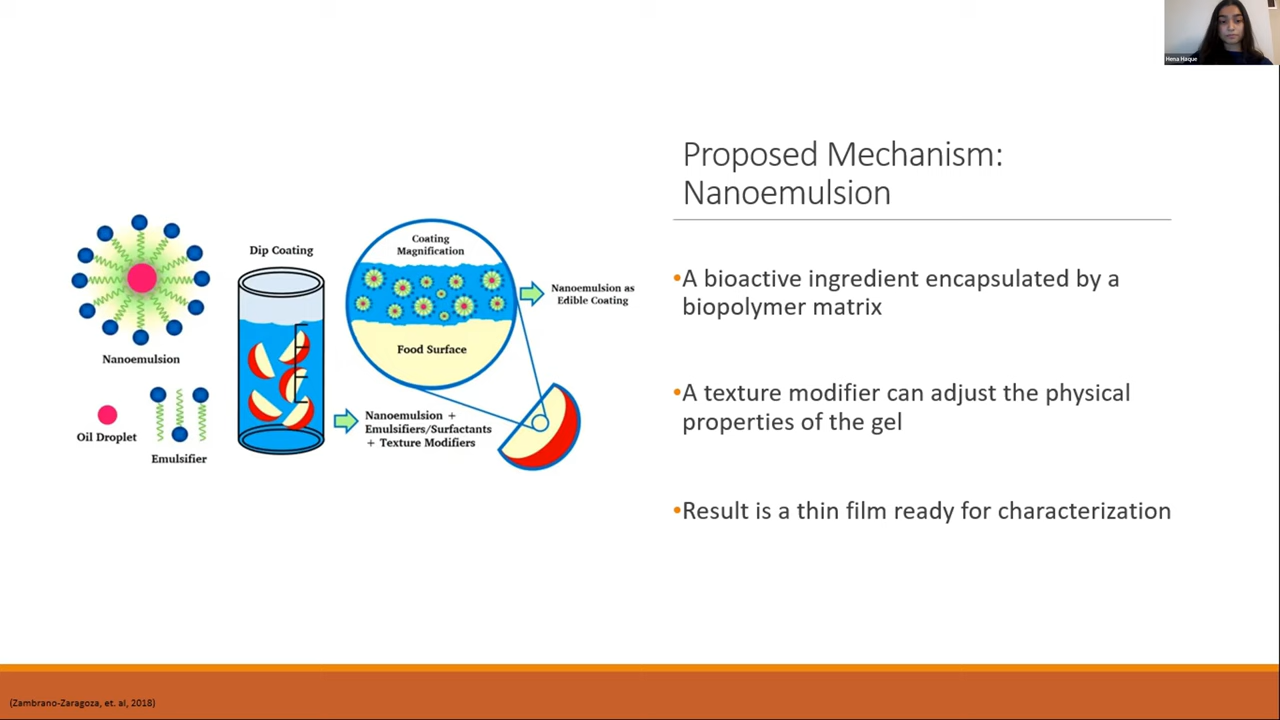 Hena Haque
Proposed Mechanism:
Nanoemulsion
•A bioactive ingredient encapsulated by a
biopolymer matrix
•A texture modifier can adjust the physical
properties of the gel
•Result is a thin film ready for characterization
Nanoemulsion
Oil Droplet
Emulsifier
Dip Coating
Nanoemulsion +
Emulsifiers/Surfactants
+ Texture Modifiers
Coating
Magnification
Food Surface
Nanoemulsion as
Edible Coating
(Zambrano-Zaragoza, et. al, 2018)